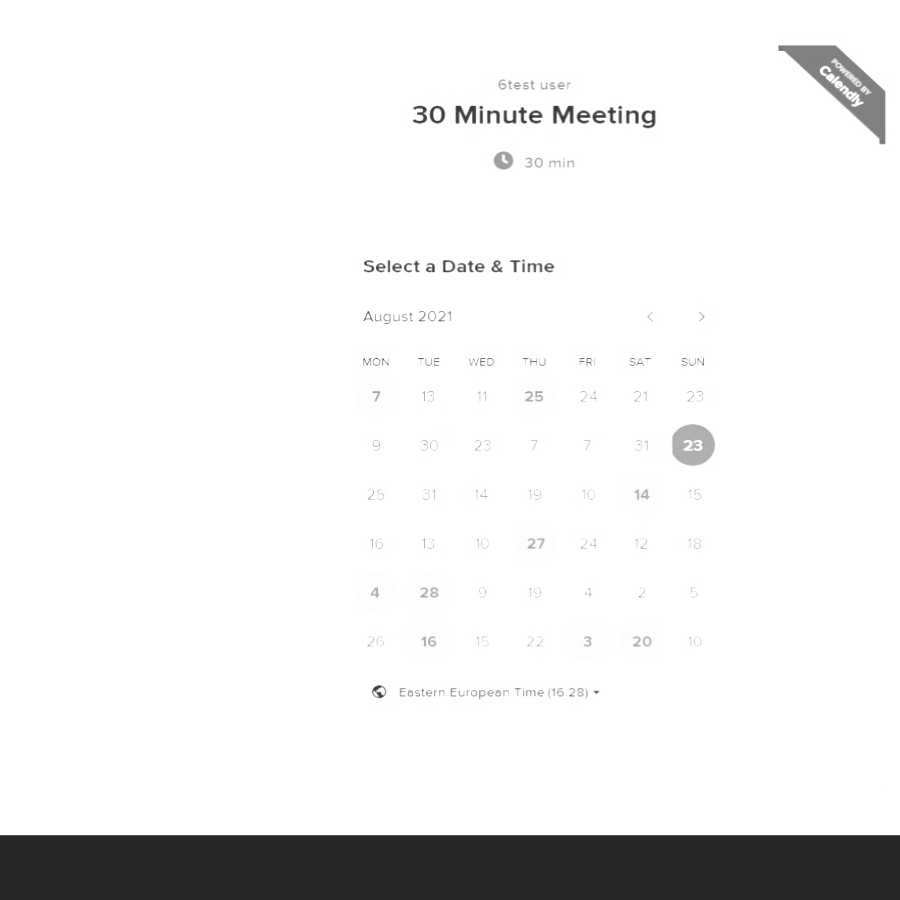 POWERED BY
Calendly
6test user
30 Minute Meeting
30 min
Select a Date & Time
August 2021
MON TUE WED THU FRI SAT SUN
7 13 11 25 24 21 23
9 30 23 7 7 31 23
25 31 14 19 10 14 15
16 13 10 27 24 12 18
4 28 9 19 4 2 5
26 16 15 22 3 20 10
Eastern European Time (16:28)